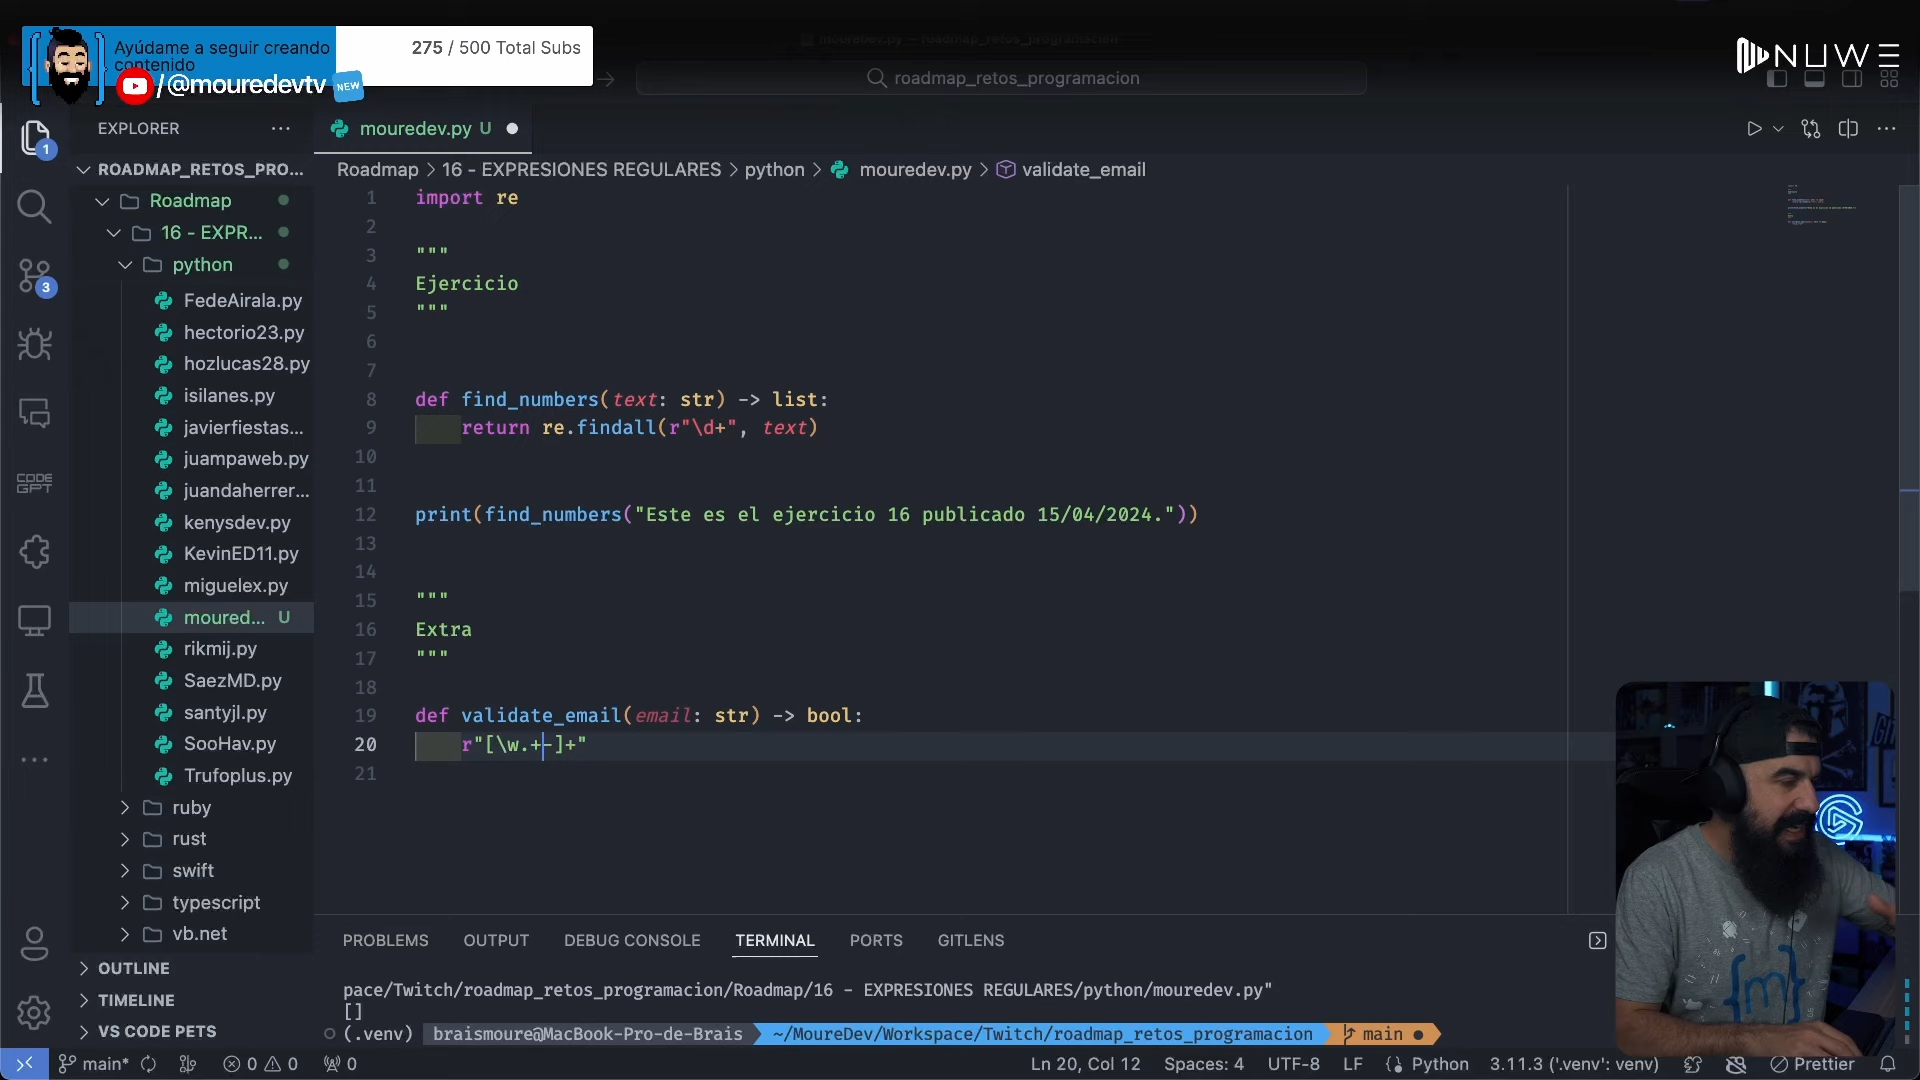 Ayúdame a seguir creando
contenido
275 / 500 Total Subs
/@mouredevtv NEW
roadmap_retos_programacion
NUWE
EXPLORER
mouredev.py U
1
ROADMAP_RETOS_PRO...
Roadmap > 16 - EXPRESIONES REGULARES > python > mouredev.py > validate_email
Roadmap
16 - EXPR...
python
FedeAirala.py
hectorio23.py
hozlucas28.py
isilanes.py
javierfiestas...
juampaweb.py
juandaherrer...
kenysdev.py
KevinED11.py
miguelex.py
moured... U
rikmij.py
SaezMD.py
santyjl.py
SooHav.py
Trufoplus.py
ruby
rust
swift
typescript
vb.net
OUTLINE
TIMELINE
VS CODE PETS
3
CODE
GPT
1 import re
2
3 """
4 Ejercicio
5 """
6
7
8 def find_numbers(text: str) -> list:
9 return re.findall(r"\d+", text)
10
11
12 print(find_numbers("Este es el ejercicio 16 publicado 15/04/2024."))
13
14
15 """
16 Extra
17 """
18
19 def validate_email(email: str) -> bool:
20 r"[\w.+-]+"
21
PROBLEMS OUTPUT DEBUG CONSOLE TERMINAL PORTS GITLENS
pace/Twitch/roadmap_retos_programacion/Roadmap/16 - EXPRESIONES REGULARES/python/mouredev.py"
[]
(.venv) braismoure@MacBook-Pro-de-Brais ~/MoureDev/Workspace/Twitch/roadmap_retos_programacion main
main* 0 0 0 Ln 20, Col 12 Spaces: 4 UTF-8 LF Python 3.11.3 ('.venv': venv) Prettier